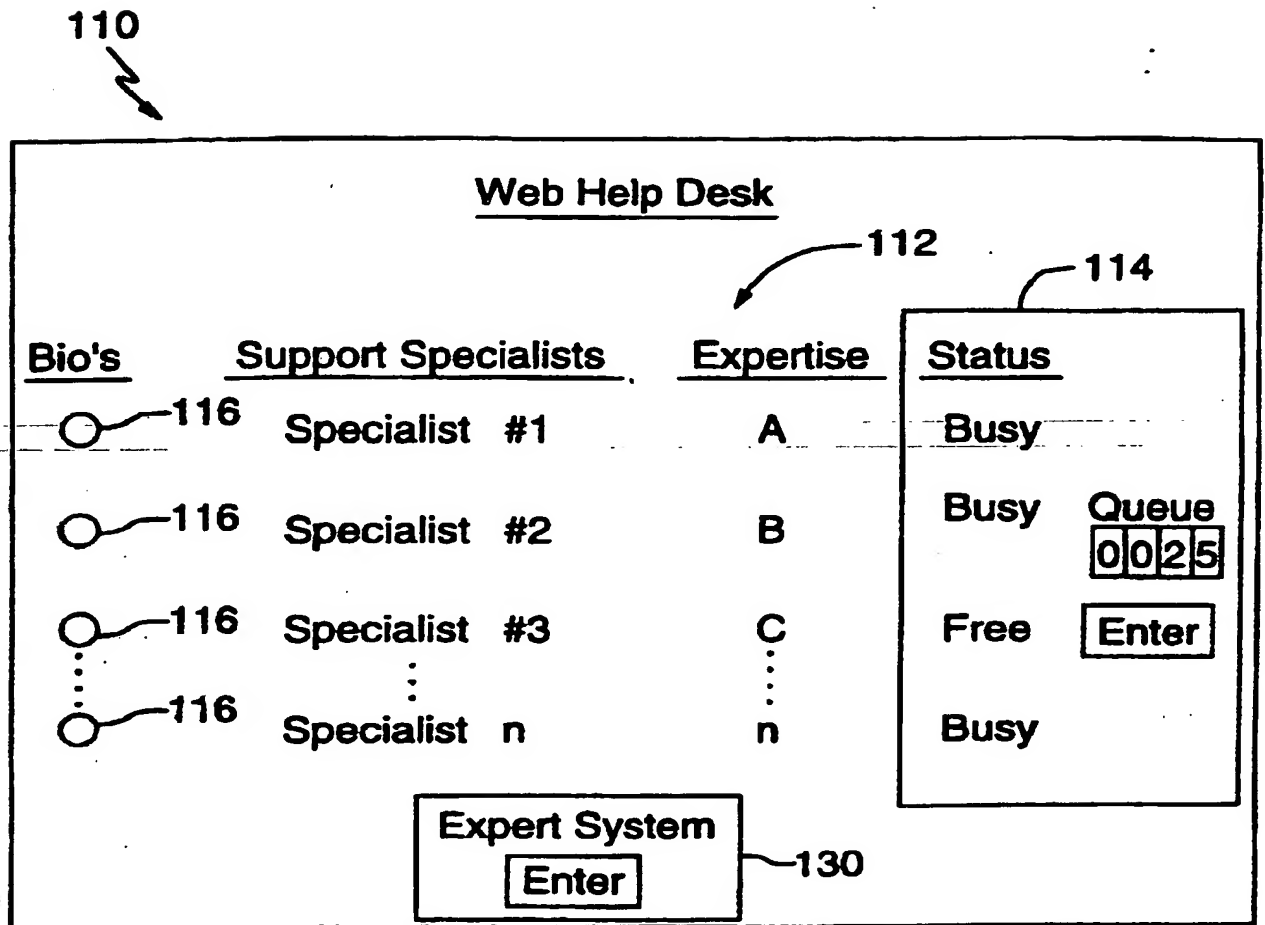 110
Web Help Desk
112
114
Bio's Support Specialists Expertise Status
116 Specialist #1 A Busy
116 Specialist #2 B Busy Queue
0025
116 Specialist #3 C Free Enter
116 Specialist n n Busy
Expert System
Enter
130